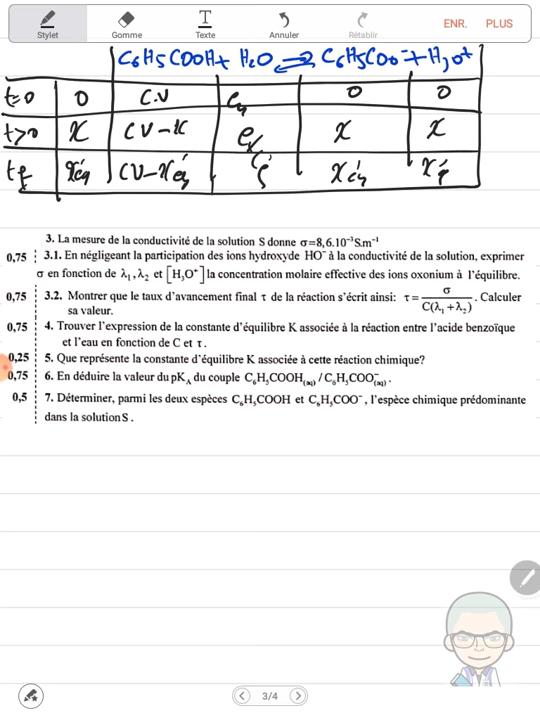 Stylet Gomme Texte Annuler Rétablir ENR. PLUS
C6H5COOH + H2O ⇌ C6H5COO⁻ + H3O⁺
t=0 0 C.V 0 0
t>0 x CV-x x x
tf xéq CV-xéq xéq xéq
3. La mesure de la conductivité de la solution S donne σ=8,6.10⁻³S.m⁻¹
0,75 3.1. En négligeant la participation des ions hydroxyde HO⁻ à la conductivité de la solution, exprimer
σ en fonction de λ₁,λ₂ et [H₃O⁺] la concentration molaire effective des ions oxonium à l'équilibre.
0,75 3.2. Montrer que le taux d'avancement final τ de la réaction s'écrit ainsi: τ = σ / C(λ₁+λ₂) . Calculer
sa valeur.
0,75 4. Trouver l'expression de la constante d'équilibre K associée à la réaction entre l'acide benzoïque
et l'eau en fonction de C et τ.
0,25 5. Que représente la constante d'équilibre K associée à cette réaction chimique?
0,75 6. En déduire la valeur du pKA du couple C₆H₅COOH(aq) / C₆H₅COO⁻(aq).
0,5 7. Déterminer, parmi les deux espèces C₆H₅COOH et C₆H₅COO⁻, l'espèce chimique prédominante
dans la solution S.
3/4